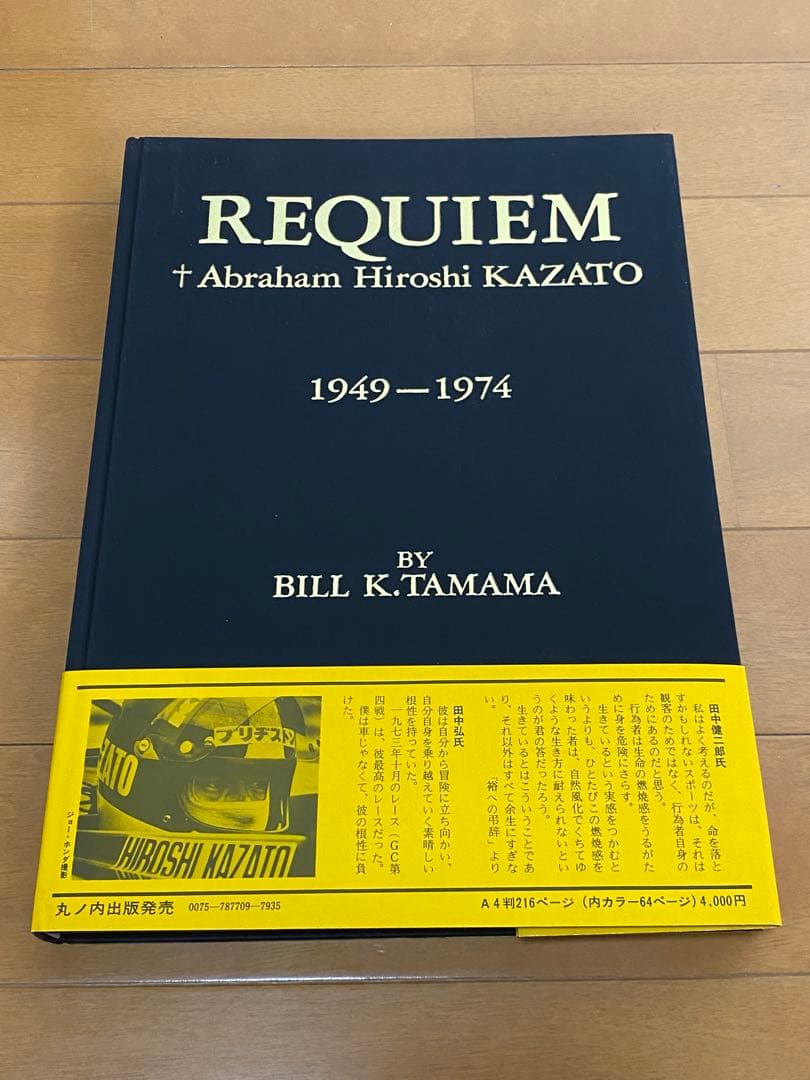 REQUIEM
†Abraham Hiroshi KAZATO
1949—1974
BY
BILL K.TAMAMA
田中健二郎氏
私はよく考えるのだが、命を落と
すかもしれないスポーツは、それは
観客のためではなく、行為者自身の
ためにあるのだと思う。
行為者は生命の燃焼感をうるがた
めに身を危険にさらす。
生きているという実感をつかむと
いうよりも、ひとたびこの燃焼感を
味わった者は、自然風化でくちてゆ
くような生き方に耐えられないとい
うのが君の答だったろう。
生きているとはこういうことであ
り、それ以外はすべて余生にすぎな
い。 「裕への弔辞」より
田中弘氏
彼は自分から冒険に立ち向かい、
自分自身を乗り越えていく素晴しい
根性を持っていた。
一九七三年十月のレース(GC第
四戦)は、彼最高のレースだった。
僕は車じゃなくて、彼の根性に負
けた。
ブリヂストン
ZATO
HIROSHI KAZATO
ジョー・ホンダ撮影
丸ノ内出版発売 0075—787709—7935
A4判216ページ(内カラー64ページ)4,000円